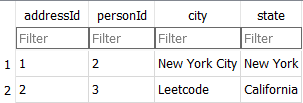 addressId personId city state
Filter Filter Filter Filter
1 1 2 New York City New York
2 2 3 Leetcode California